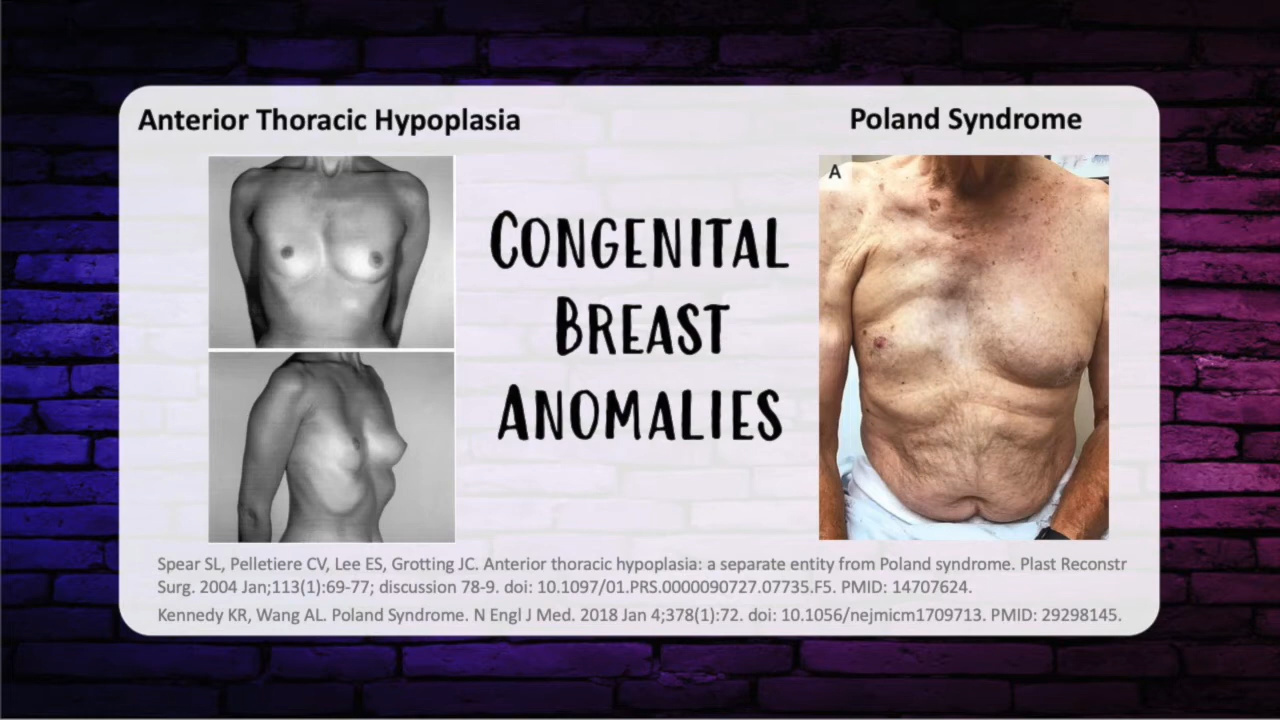 Anterior Thoracic Hypoplasia
Poland Syndrome
A
CONGENITAL
BREAST
ANOMALIES
Spear SL, Pelletiere CV, Lee ES, Grotting JC. Anterior thoracic hypoplasia: a separate entity from Poland syndrome. Plast Reconstr
Surg. 2004 Jan;113(1):69-77; discussion 78-9. doi: 10.1097/01.PRS.0000090727.07735.F5. PMID: 14707624.
Kennedy KR, Wang AL. Poland Syndrome. N Engl J Med. 2018 Jan 4;378(1):72. doi: 10.1056/nejmicm1709713. PMID: 29298145.